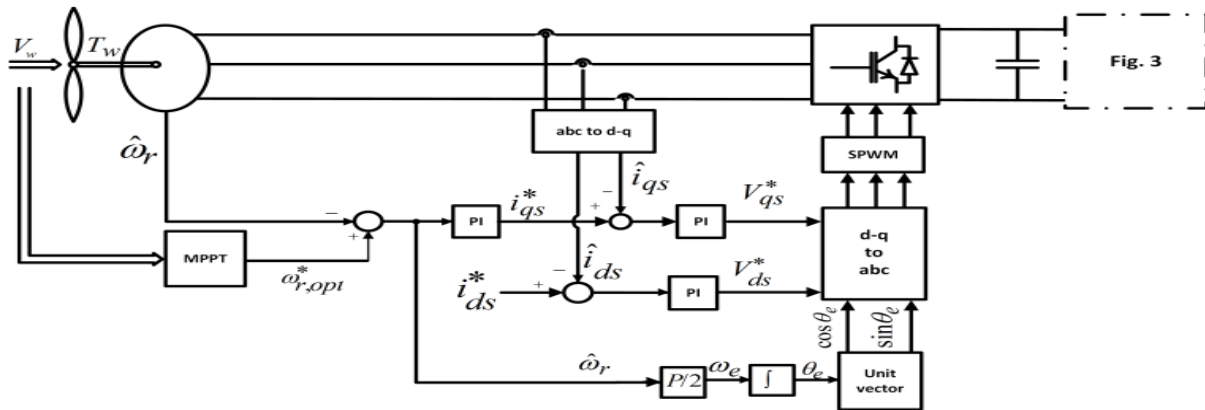 V_w
T_w
Fig. 3
abc to d-q
ω̂_r
î_qs
SPWM
−
−
i*_qs
+
V*_qs
PI
PI
+
MPPT
ω*_r,opt
d-q
to
abc
−
î_ds
i*_ds
+
PI
V*_ds
cosθ_e
sinθ_e
ω̂_r
P/2
ω_e
∫
θ_e
Unit
vector